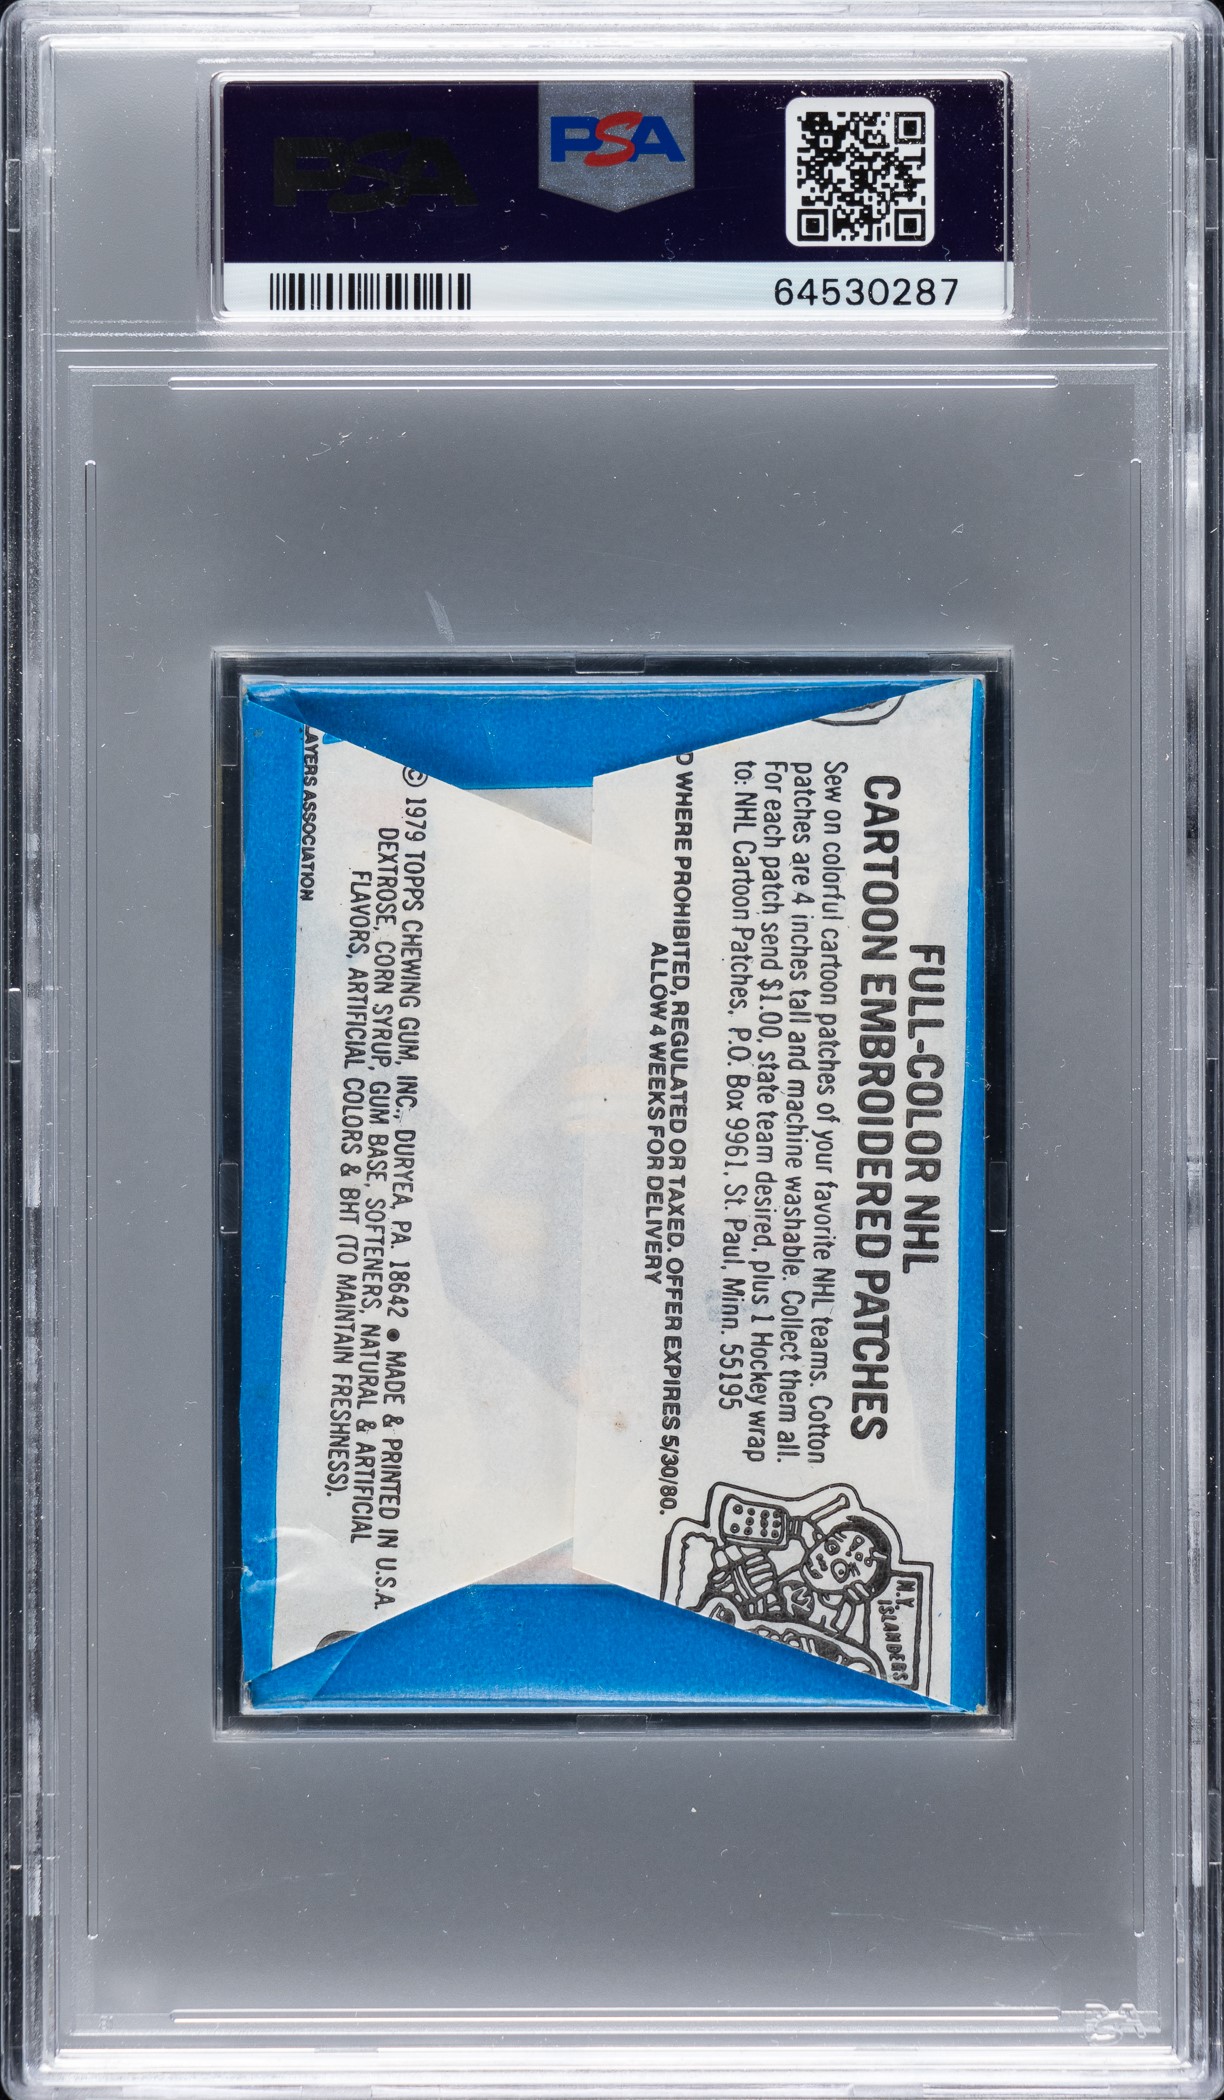 PSA
PSA
64530287
FULL-COLOR NHL
CARTOON EMBROIDERED PATCHES
Sew on colorful cartoon patches of your favorite NHL teams. Cotton
patches are 4 inches tall and machine washable. Collect them all.
For each patch send $1.00, state team desired, plus 1 Hockey wrap
to: NHL Cartoon Patches, P.O. Box 9961, St. Paul, Minn. 55195
D WHERE PROHIBITED, REGULATED OR TAXED. OFFER EXPIRES 5/30/80.
ALLOW 4 WEEKS FOR DELIVERY
N.Y.
ISLANDERS
© 1979 TOPPS CHEWING GUM, INC., DURYEA, PA. 18642 • MADE & PRINTED IN U.S.A.
DEXTROSE, CORN SYRUP, GUM BASE, SOFTENERS, NATURAL & ARTIFICIAL
FLAVORS, ARTIFICIAL COLORS & BHT (TO MAINTAIN FRESHNESS).
LAYERS ASSOCIATION
PSA